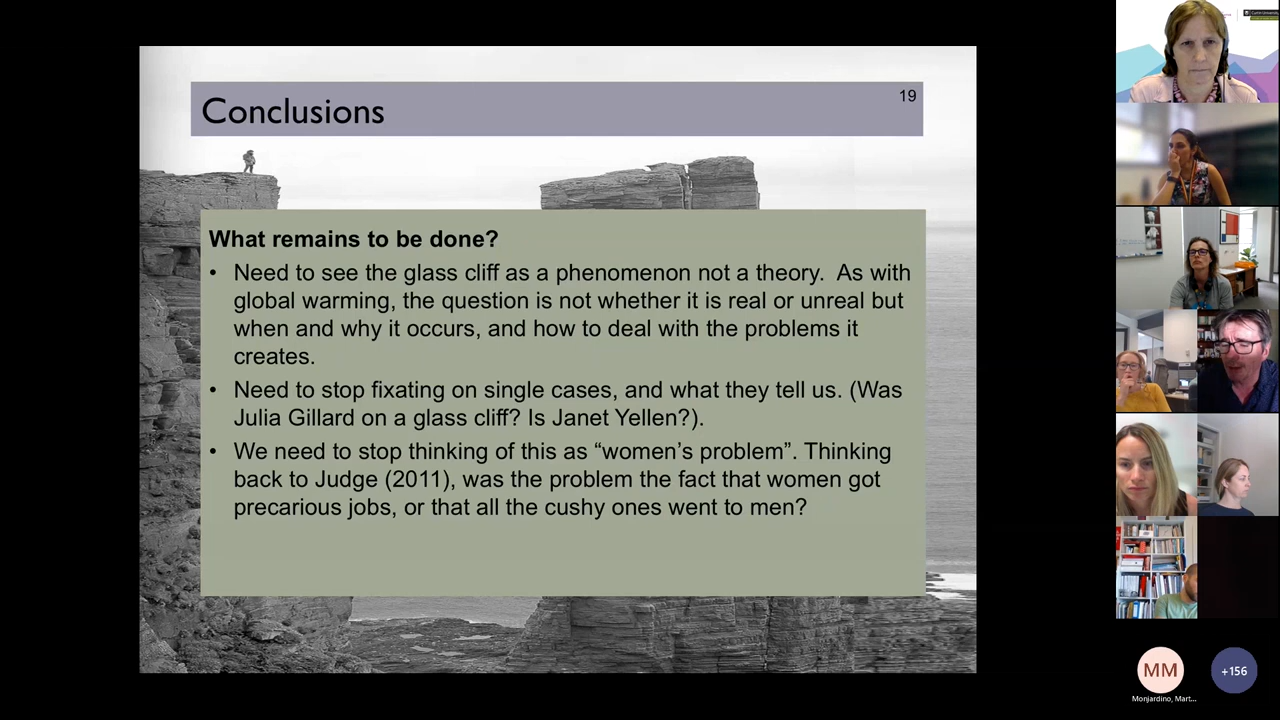 Conclusions
19
What remains to be done?
• Need to see the glass cliff as a phenomenon not a theory. As with
global warming, the question is not whether it is real or unreal but
when and why it occurs, and how to deal with the problems it
creates.
• Need to stop fixating on single cases, and what they tell us. (Was
Julia Gillard on a glass cliff? Is Janet Yellen?).
• We need to stop thinking of this as “women’s problem”. Thinking
back to Judge (2011), was the problem the fact that women got
precarious jobs, or that all the cushy ones went to men?
MM
Monjardino, Mart...
+156